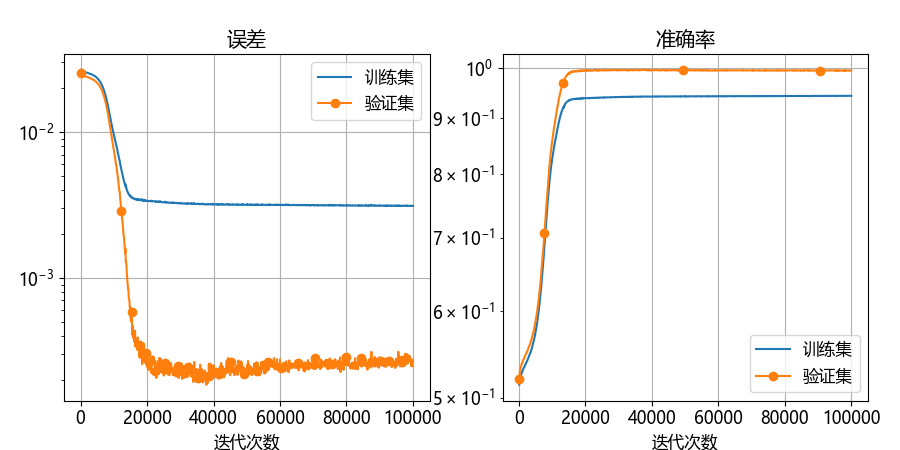 误差
训练集
验证集
10⁻²
10⁻³
0 20000 40000 60000 80000 100000
迭代次数
准确率
10⁰
9 × 10⁻¹
8 × 10⁻¹
7 × 10⁻¹
6 × 10⁻¹
5 × 10⁻¹
训练集
验证集
0 20000 40000 60000 80000 100000
迭代次数